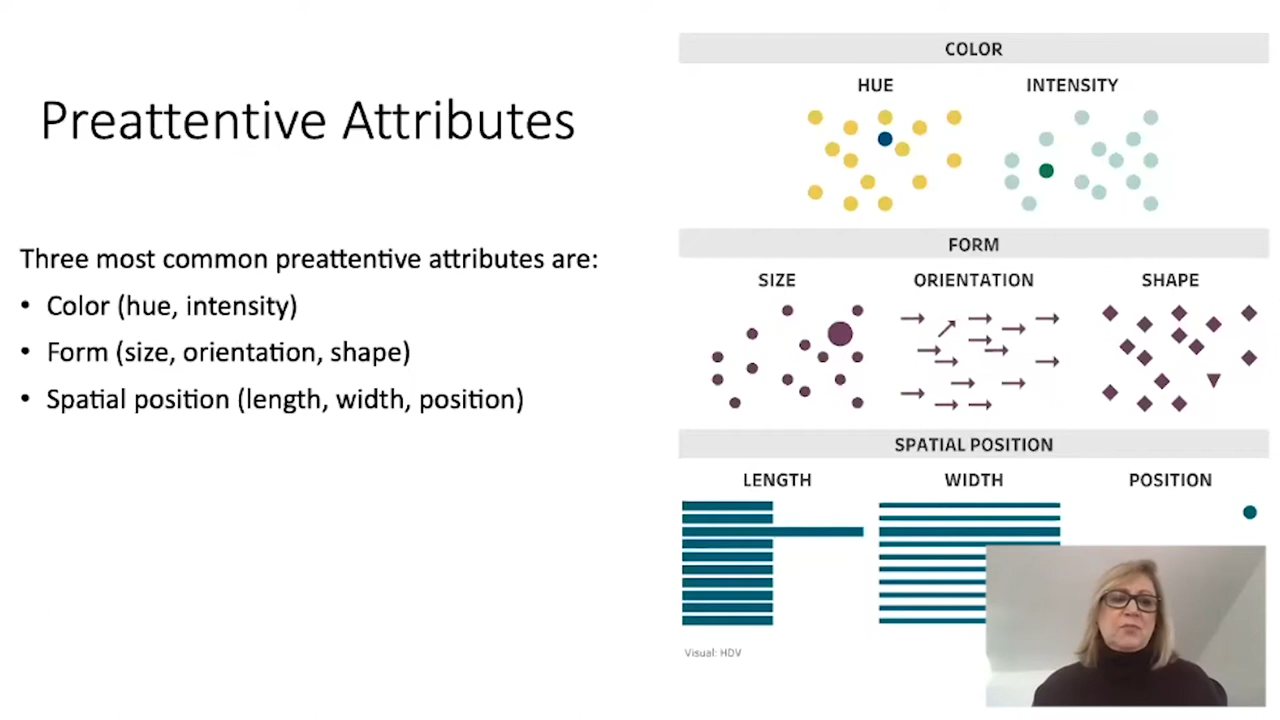 Preattentive Attributes
Three most common preattentive attributes are:
• Color (hue, intensity)
• Form (size, orientation, shape)
• Spatial position (length, width, position)
COLOR
HUE
INTENSITY
FORM
SIZE
ORIENTATION
SHAPE
SPATIAL POSITION
LENGTH
WIDTH
POSITION
Visual: HDV